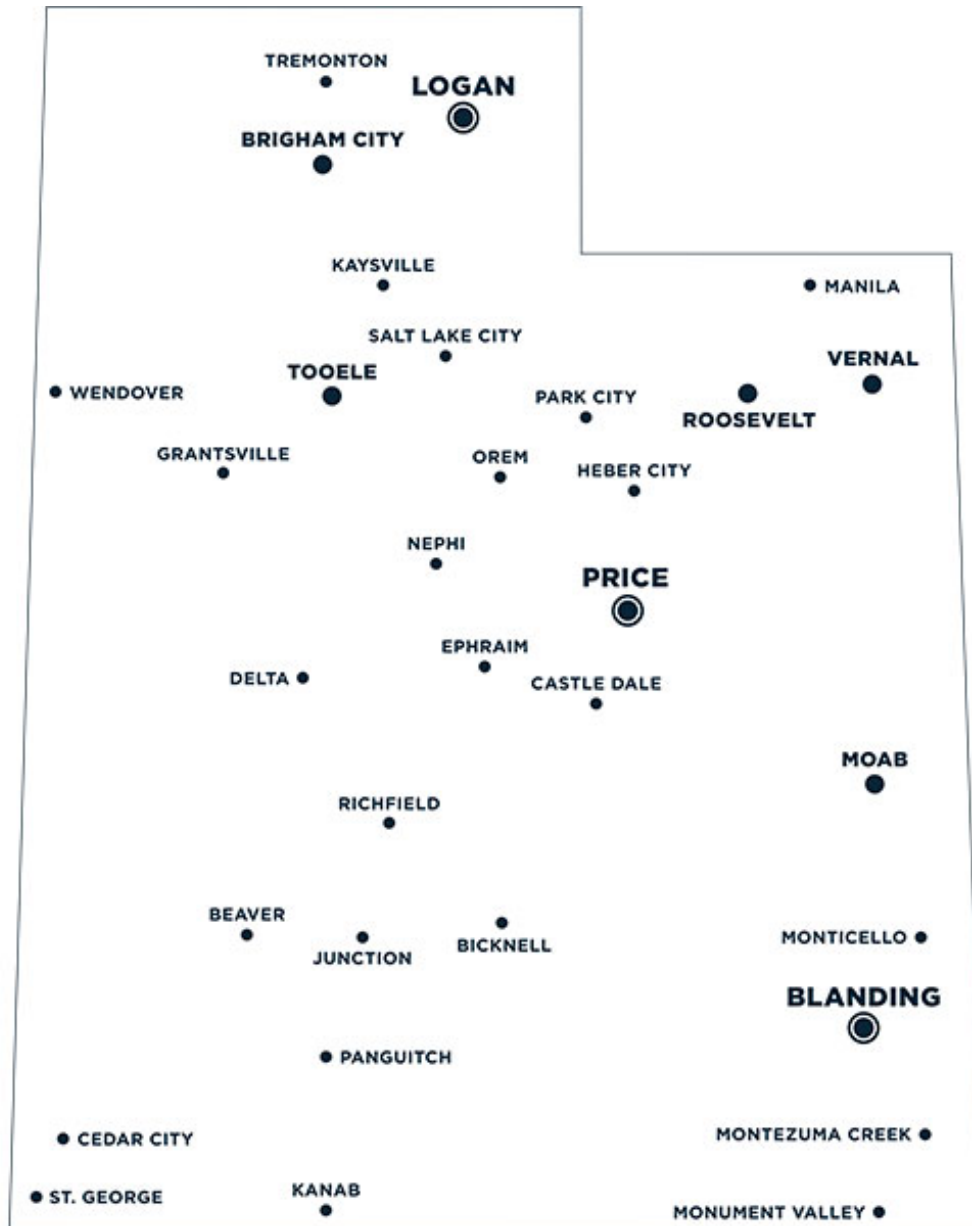 TREMONTON
LOGAN
BRIGHAM CITY
KAYSVILLE
MANILA
SALT LAKE CITY
VERNAL
TOOELE
WENDOVER
PARK CITY
ROOSEVELT
GRANTSVILLE
OREM
HEBER CITY
NEPHI
PRICE
EPHRAIM
DELTA
CASTLE DALE
MOAB
RICHFIELD
BEAVER
JUNCTION
BICKNELL
MONTICELLO
BLANDING
PANGUITCH
CEDAR CITY
MONTEZUMA CREEK
ST. GEORGE
KANAB
MONUMENT VALLEY